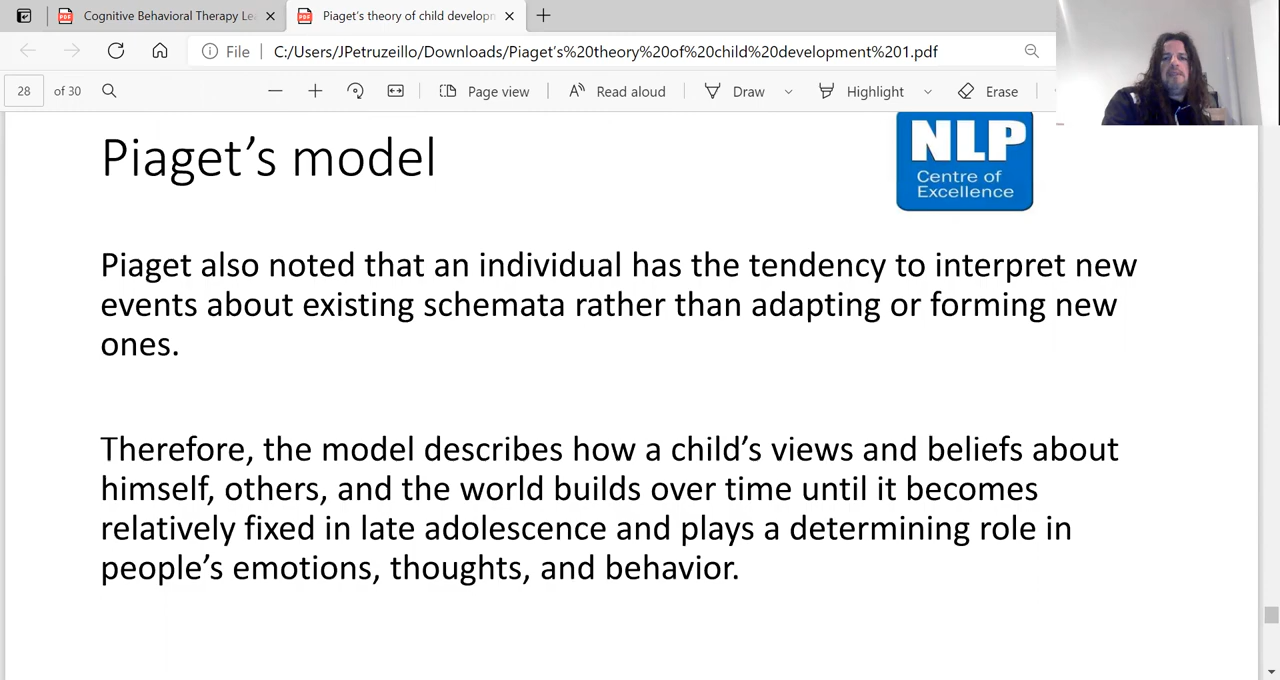 Cognitive Behavioral Therapy Le
Piaget's theory of child developn
File
C:/Users/JPetruzeillo/Downloads/Piaget's%20theory%20of%20child%20development%201.pdf
28 of 30
Page view
Read aloud
Draw
Highlight
Erase
Piaget's model
NLP
Centre of
Excellence
Piaget also noted that an individual has the tendency to interpret new
events about existing schemata rather than adapting or forming new
ones.
Therefore, the model describes how a child's views and beliefs about
himself, others, and the world builds over time until it becomes
relatively fixed in late adolescence and plays a determining role in
people's emotions, thoughts, and behavior.